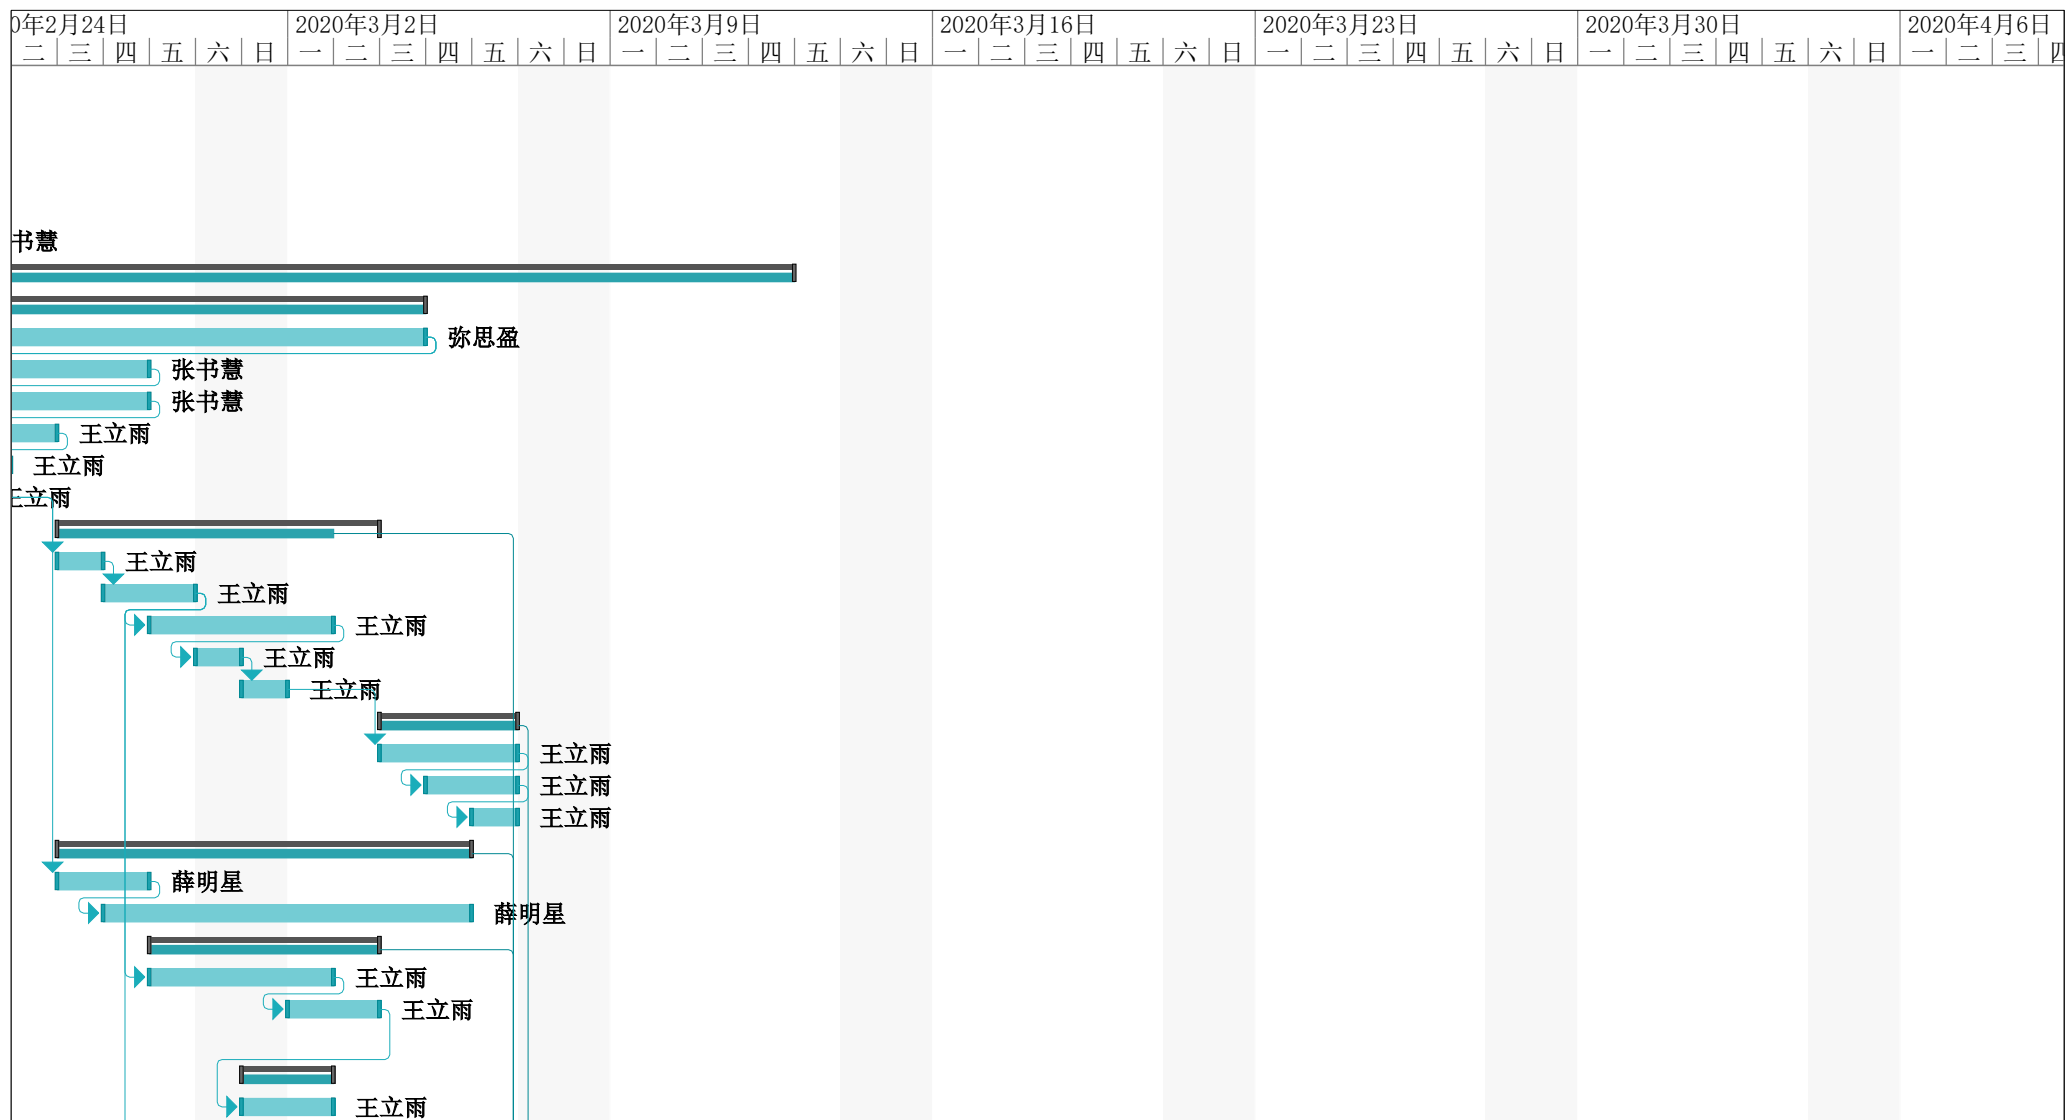 0年2月24日 2020年3月2日 2020年3月9日 2020年3月16日 2020年3月23日 2020年3月30日 2020年4月6日
二 三 四 五 六 日 一 二 三 四 五 六 日 一 二 三 四 五 六 日 一 二 三 四 五 六 日 一 二 三 四 五 六 日 一 二 三 四 五 六 日 一 二 三 四
书慧
弥思盈
张书慧
张书慧
王立雨
王立雨
王立雨
王立雨
王立雨
王立雨
王立雨
王立雨
王立雨
王立雨
王立雨
薛明星
薛明星
王立雨
王立雨
王立雨